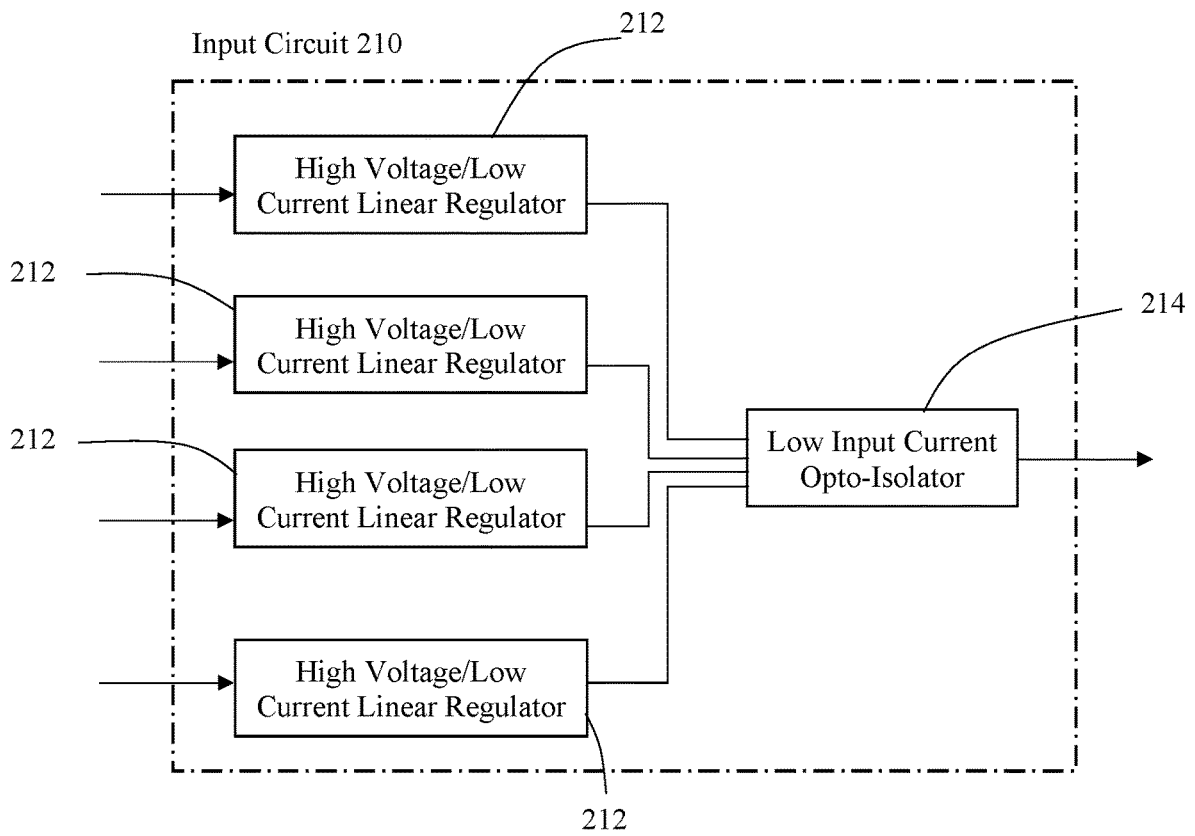 Input Circuit 210
212
High Voltage/Low
Current Linear Regulator
212
High Voltage/Low
Current Linear Regulator
214
212
High Voltage/Low
Current Linear Regulator
Low Input Current
Opto-Isolator
High Voltage/Low
Current Linear Regulator
212